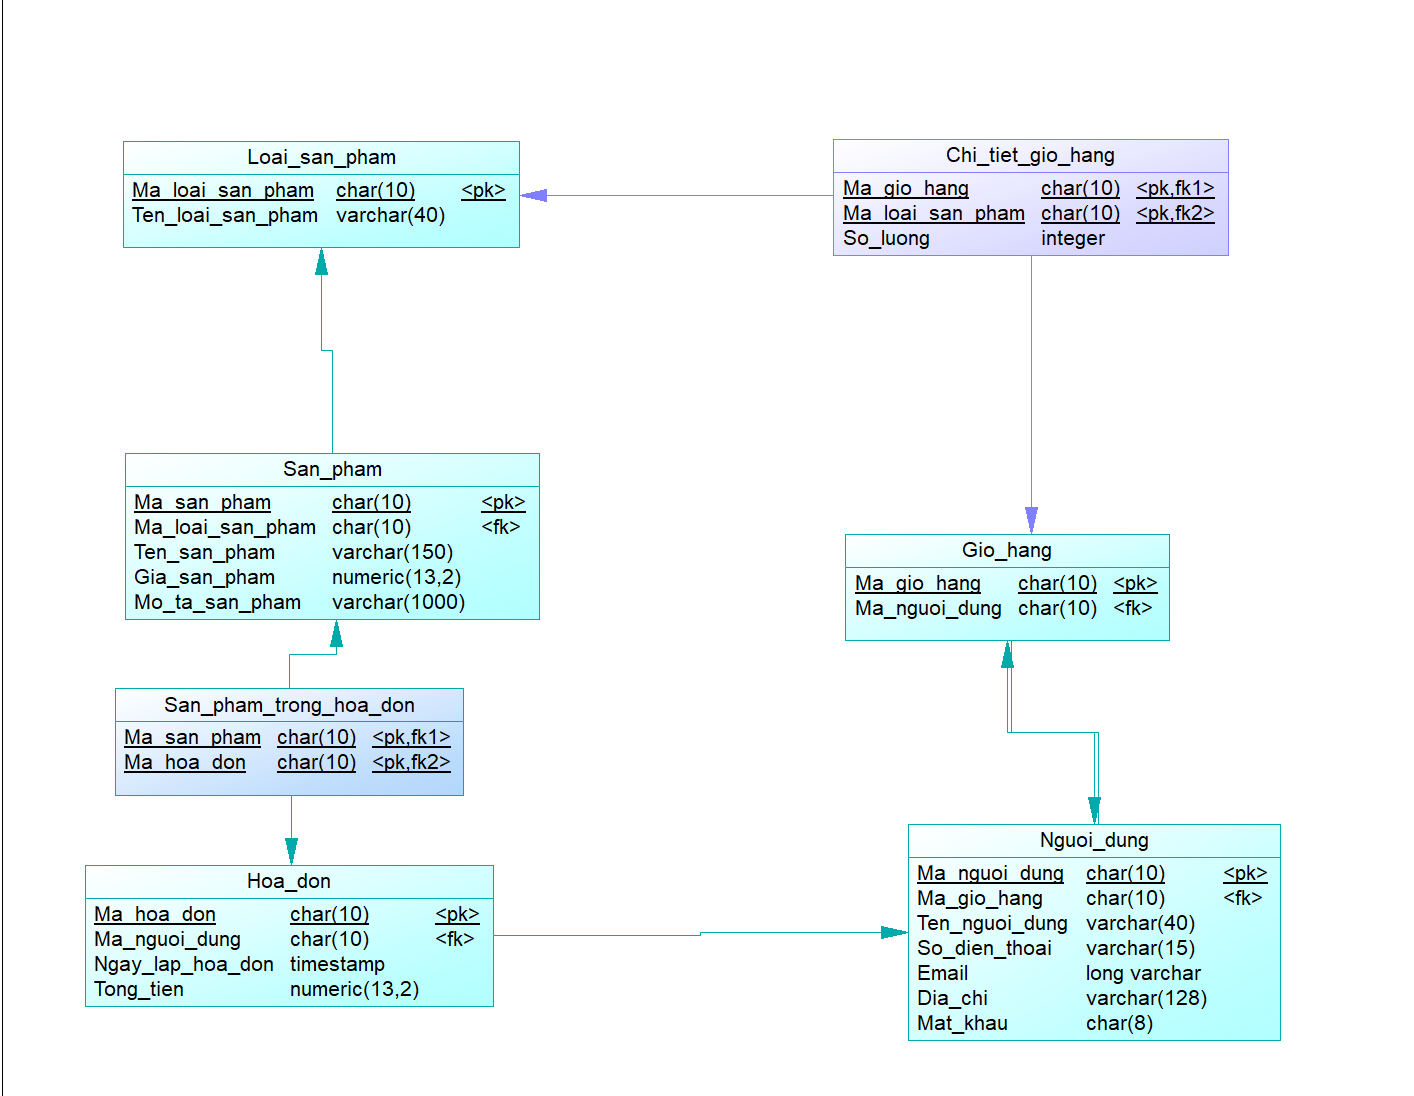 Loai_san_pham
Ma_loai_san_pham char(10) <pk>
Ten_loai_san_pham varchar(40)
Chi_tiet_gio_hang
Ma_gio_hang char(10) <pk,fk1>
Ma_loai_san_pham char(10) <pk,fk2>
So_luong integer
San_pham
Ma_san_pham char(10) <pk>
Ma_loai_san_pham char(10) <fk>
Ten_san_pham varchar(150)
Gia_san_pham numeric(13,2)
Mo_ta_san_pham varchar(1000)
Gio_hang
Ma_gio_hang char(10) <pk>
Ma_nguoi_dung char(10) <fk>
San_pham_trong_hoa_don
Ma_san_pham char(10) <pk,fk1>
Ma_hoa_don char(10) <pk,fk2>
Hoa_don
Ma_hoa_don char(10) <pk>
Ma_nguoi_dung char(10) <fk>
Ngay_lap_hoa_don timestamp
Tong_tien numeric(13,2)
Nguoi_dung
Ma_nguoi_dung char(10) <pk>
Ma_gio_hang char(10) <fk>
Ten_nguoi_dung varchar(40)
So_dien_thoai varchar(15)
Email long varchar
Dia_chi varchar(128)
Mat_khau char(8)